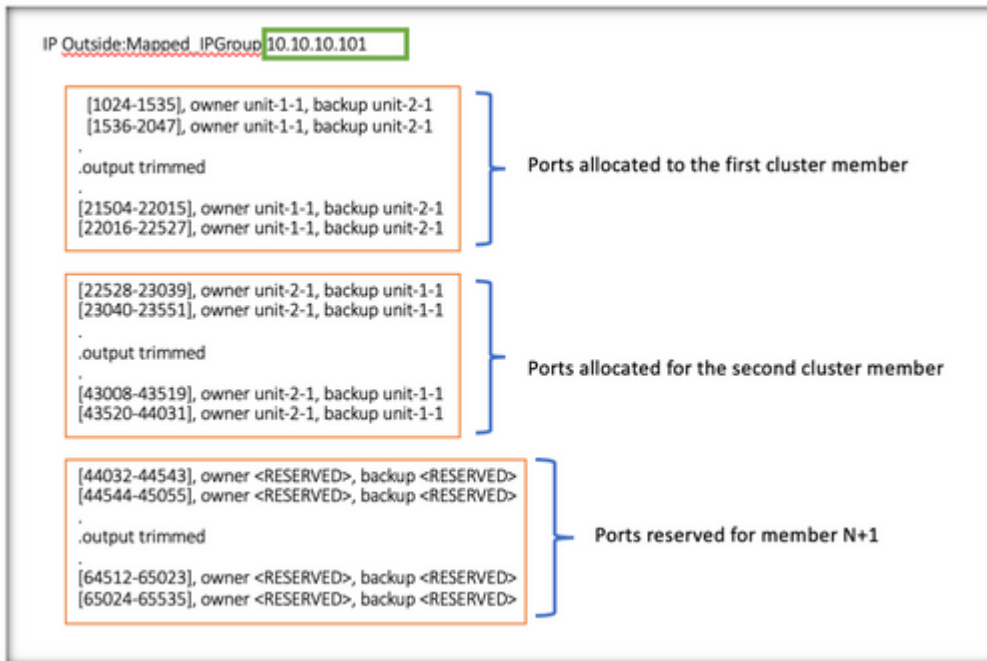 IP Outside:Mapped_IPGroup 10.10.10.101
[1024-1535], owner unit-1-1, backup unit-2-1
[1536-2047], owner unit-1-1, backup unit-2-1
.
.output trimmed
.
[21504-22015], owner unit-1-1, backup unit-2-1
[22016-22527], owner unit-1-1, backup unit-2-1
Ports allocated to the first cluster member
[22528-23039], owner unit-2-1, backup unit-1-1
[23040-23551], owner unit-2-1, backup unit-1-1
.
.output trimmed
.
[43008-43519], owner unit-2-1, backup unit-1-1
[43520-44031], owner unit-2-1, backup unit-1-1
Ports allocated for the second cluster member
[44032-44543], owner <RESERVED>, backup <RESERVED>
[44544-45055], owner <RESERVED>, backup <RESERVED>
.
.output trimmed
.
[64512-65023], owner <RESERVED>, backup <RESERVED>
[65024-65535], owner <RESERVED>, backup <RESERVED>
Ports reserved for member N+1